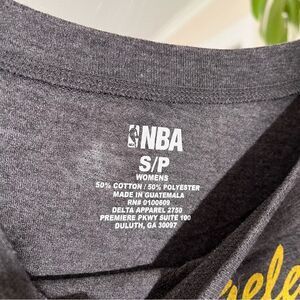 NBA
S/P
WOMENS
50% COTTON / 50% POLYESTER
MADE IN GUATEMALA
RN# 0100609
DELTA APPAREL 2750
PREMIERE PKWY SUITE 100
DULUTH, GA 30097